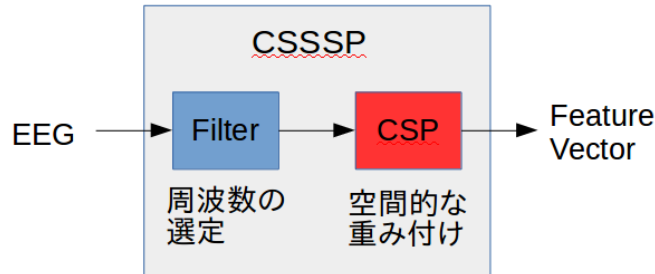 CSSSP
EEG
Filter
CSP
Feature
Vector
周波数の
選定
空間的な
重み付け